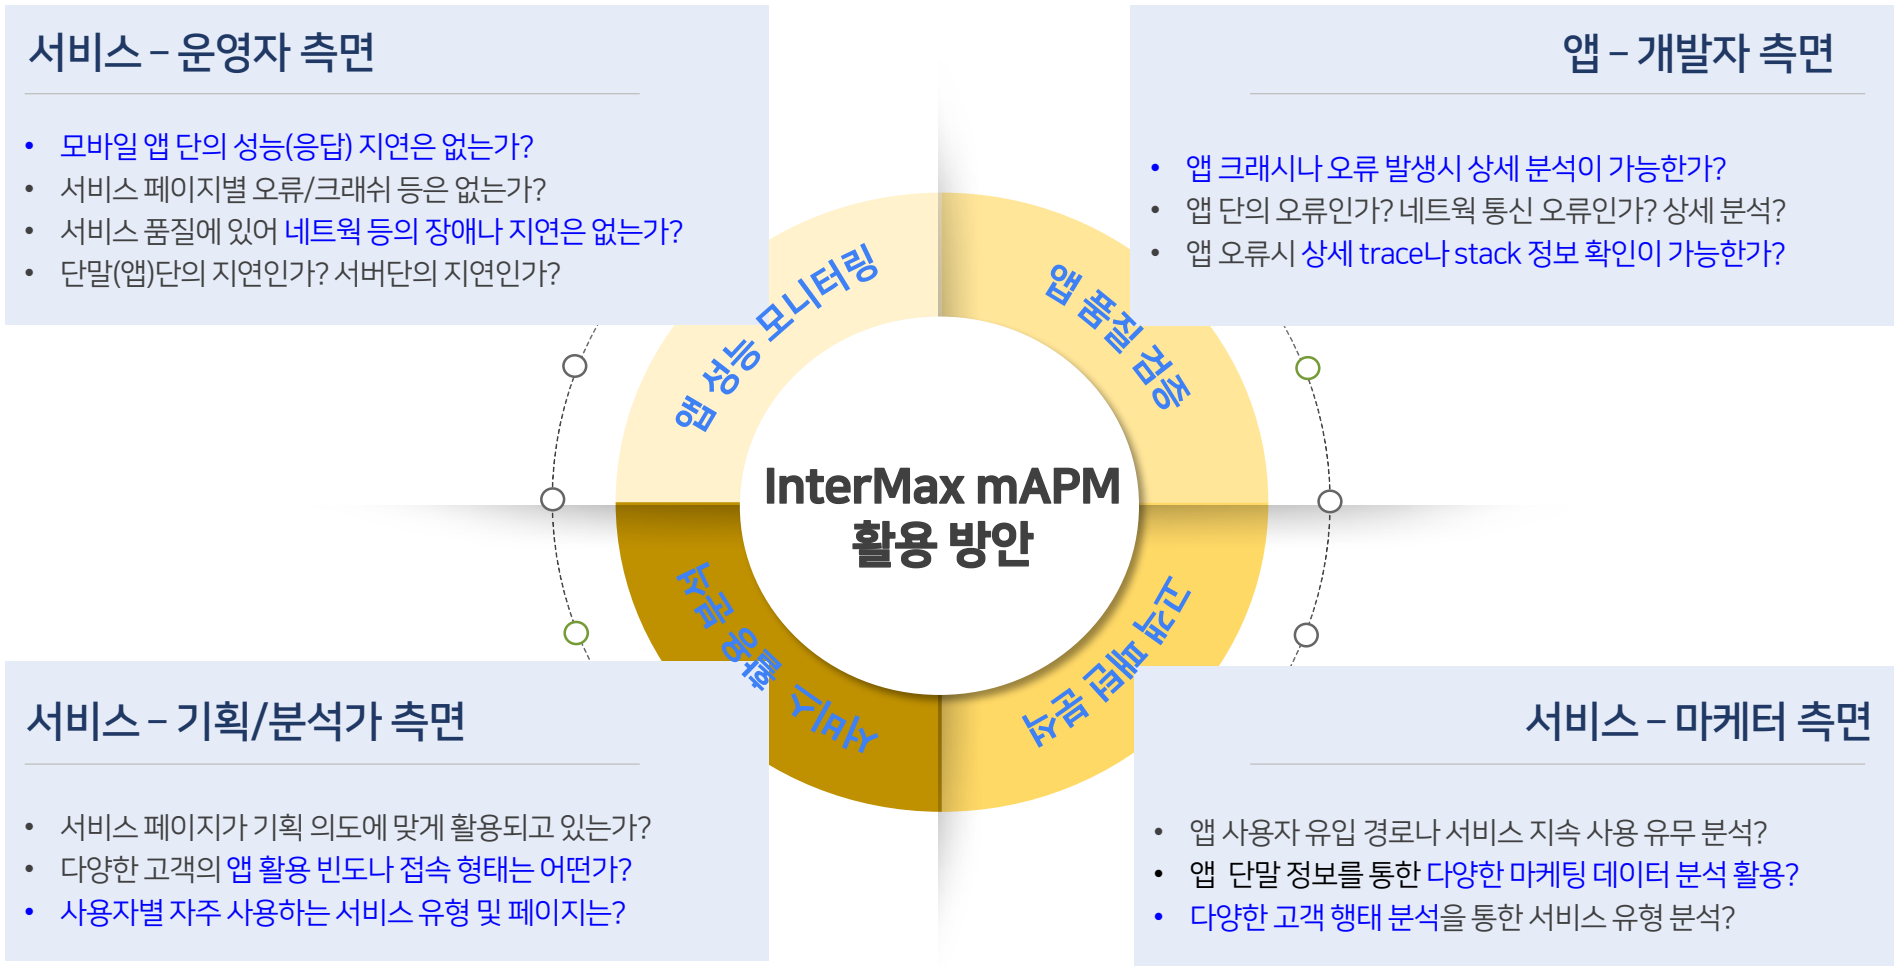 서비스 – 운영자 측면
• 모바일 앱 단의 성능(응답) 지연은 없는가?
• 서비스 페이지별 오류/크래쉬 등은 없는가?
• 서비스 품질에 있어 네트웍 등의 장애나 지연은 없는가?
• 단말(앱)단의 지연인가? 서버단의 지연인가?
앱 – 개발자 측면
• 앱 크래시나 오류 발생시 상세 분석이 가능한가?
• 앱 단의 오류인가? 네트웍 통신 오류인가? 상세 분석?
• 앱 오류시 상세 trace나 stack 정보 확인이 가능한가?
앱 성능 모니터링
앱 품질 검증
InterMax mAPM
활용 방안
서비스 활용 분석
고객 패턴 분석
서비스 – 기획/분석가 측면
• 서비스 페이지가 기획 의도에 맞게 활용되고 있는가?
• 다양한 고객의 앱 활용 빈도나 접속 형태는 어떤가?
• 사용자별 자주 사용하는 서비스 유형 및 페이지는?
서비스 – 마케터 측면
• 앱 사용자 유입 경로나 서비스 지속 사용 유무 분석?
• 앱 단말 정보를 통한 다양한 마케팅 데이터 분석 활용?
• 다양한 고객 행태 분석을 통한 서비스 유형 분석?